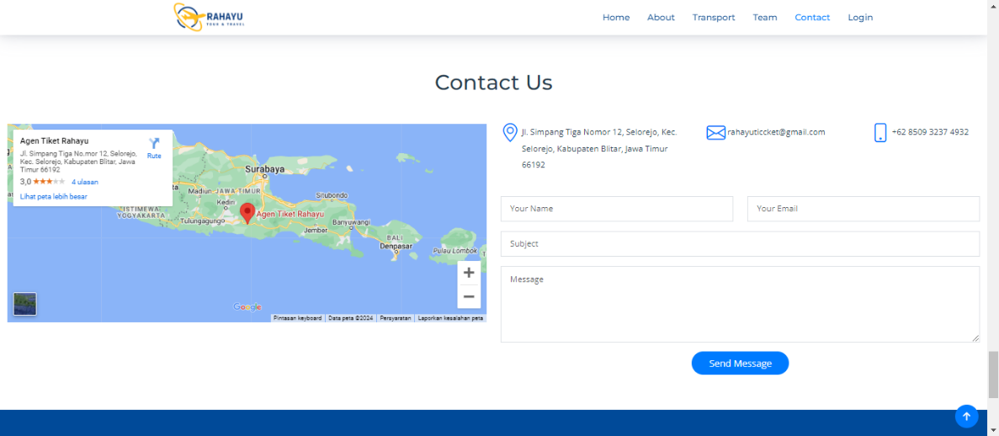 RAHAYU
TOUR & TRAVEL
Home About Transport Team Contact Login
Contact Us
Agen Tiket Rahayu
Jl. Simpang Tiga No.mor 12, Selorejo,
Kec. Selorejo, Kabupaten Blitar, Jawa
Timur 66192
Rute
3,0 4 ulasan
Lihat peta lebih besar
Surabaya
Madiun JAWA TIMUR
Situbondo
Kediri
ISTIMEWA
YOGYAKARTA
Tulungagung
Agen Tiket Rahayu
Banyuwangi
Jember
BALI
Denpasar
Pulau Lombok
Google
Pintasan keyboard Data peta ©2024 Persyaratan Laporkan kesalahan peta
Jl. Simpang Tiga Nomor 12, Selorejo, Kec.
Selorejo, Kabupaten Blitar, Jawa Timur
66192
rahayuticcket@gmail.com
+62 8509 3237 4932
Your Name
Your Email
Subject
Message
Send Message